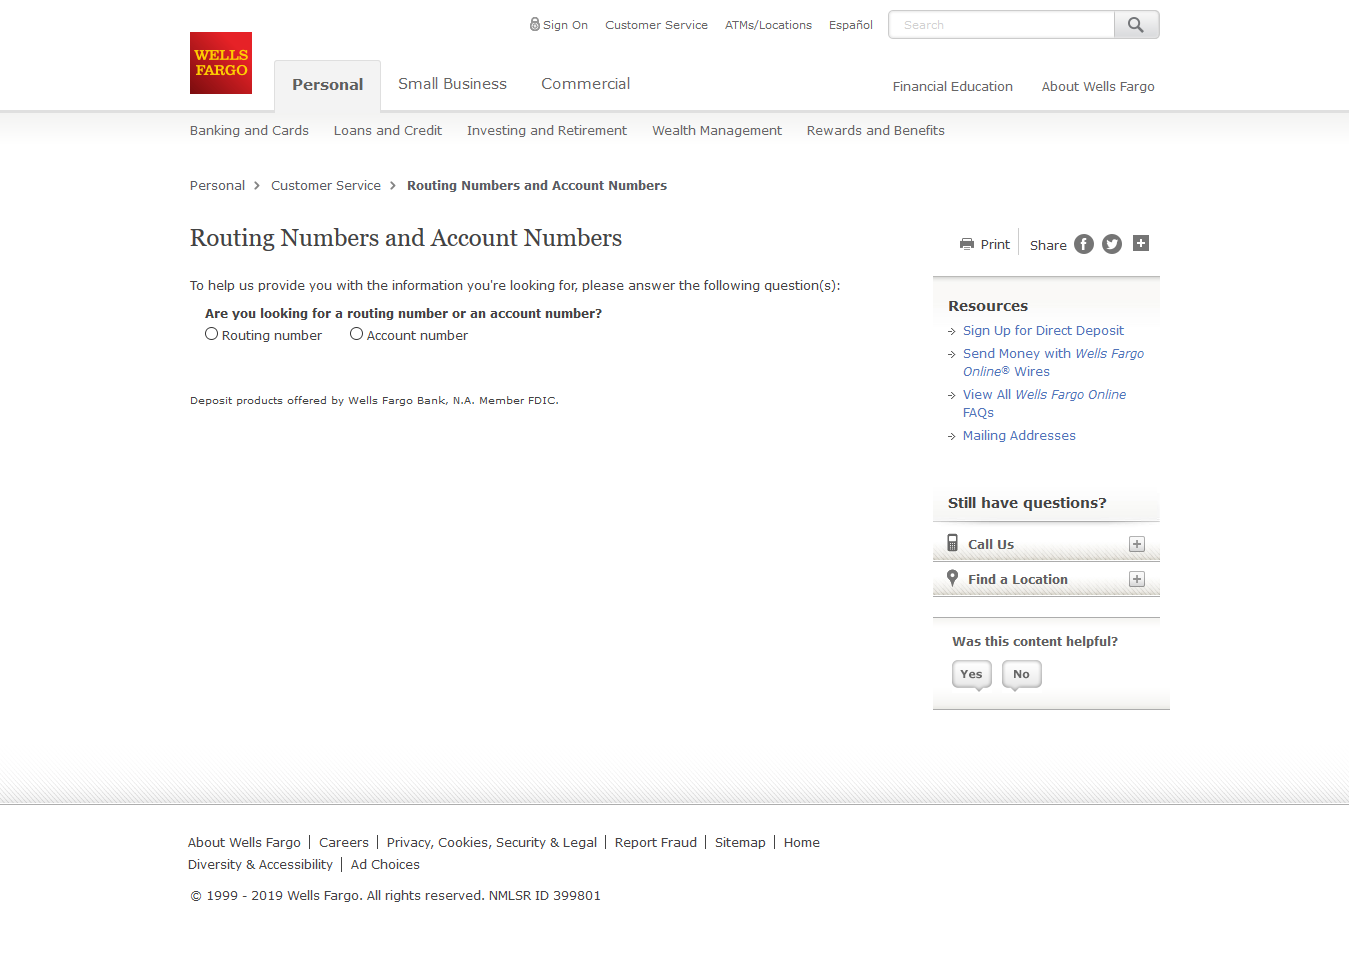 Sign On Customer Service ATMs/Locations Español Search
WELLS
FARGO
Personal Small Business Commercial Financial Education About Wells Fargo
Banking and Cards Loans and Credit Investing and Retirement Wealth Management Rewards and Benefits
Personal Customer Service Routing Numbers and Account Numbers
Routing Numbers and Account Numbers
Print Share
To help us provide you with the information you're looking for, please answer the following question(s):
Are you looking for a routing number or an account number?
Routing number Account number
Deposit products offered by Wells Fargo Bank, N.A. Member FDIC.
Resources
Sign Up for Direct Deposit
Send Money with Wells Fargo
Online® Wires
View All Wells Fargo Online
FAQs
Mailing Addresses
Still have questions?
Call Us
Find a Location
Was this content helpful?
Yes No
About Wells Fargo Careers Privacy, Cookies, Security & Legal Report Fraud Sitemap Home
Diversity & Accessibility Ad Choices
© 1999 - 2019 Wells Fargo. All rights reserved. NMLSR ID 399801